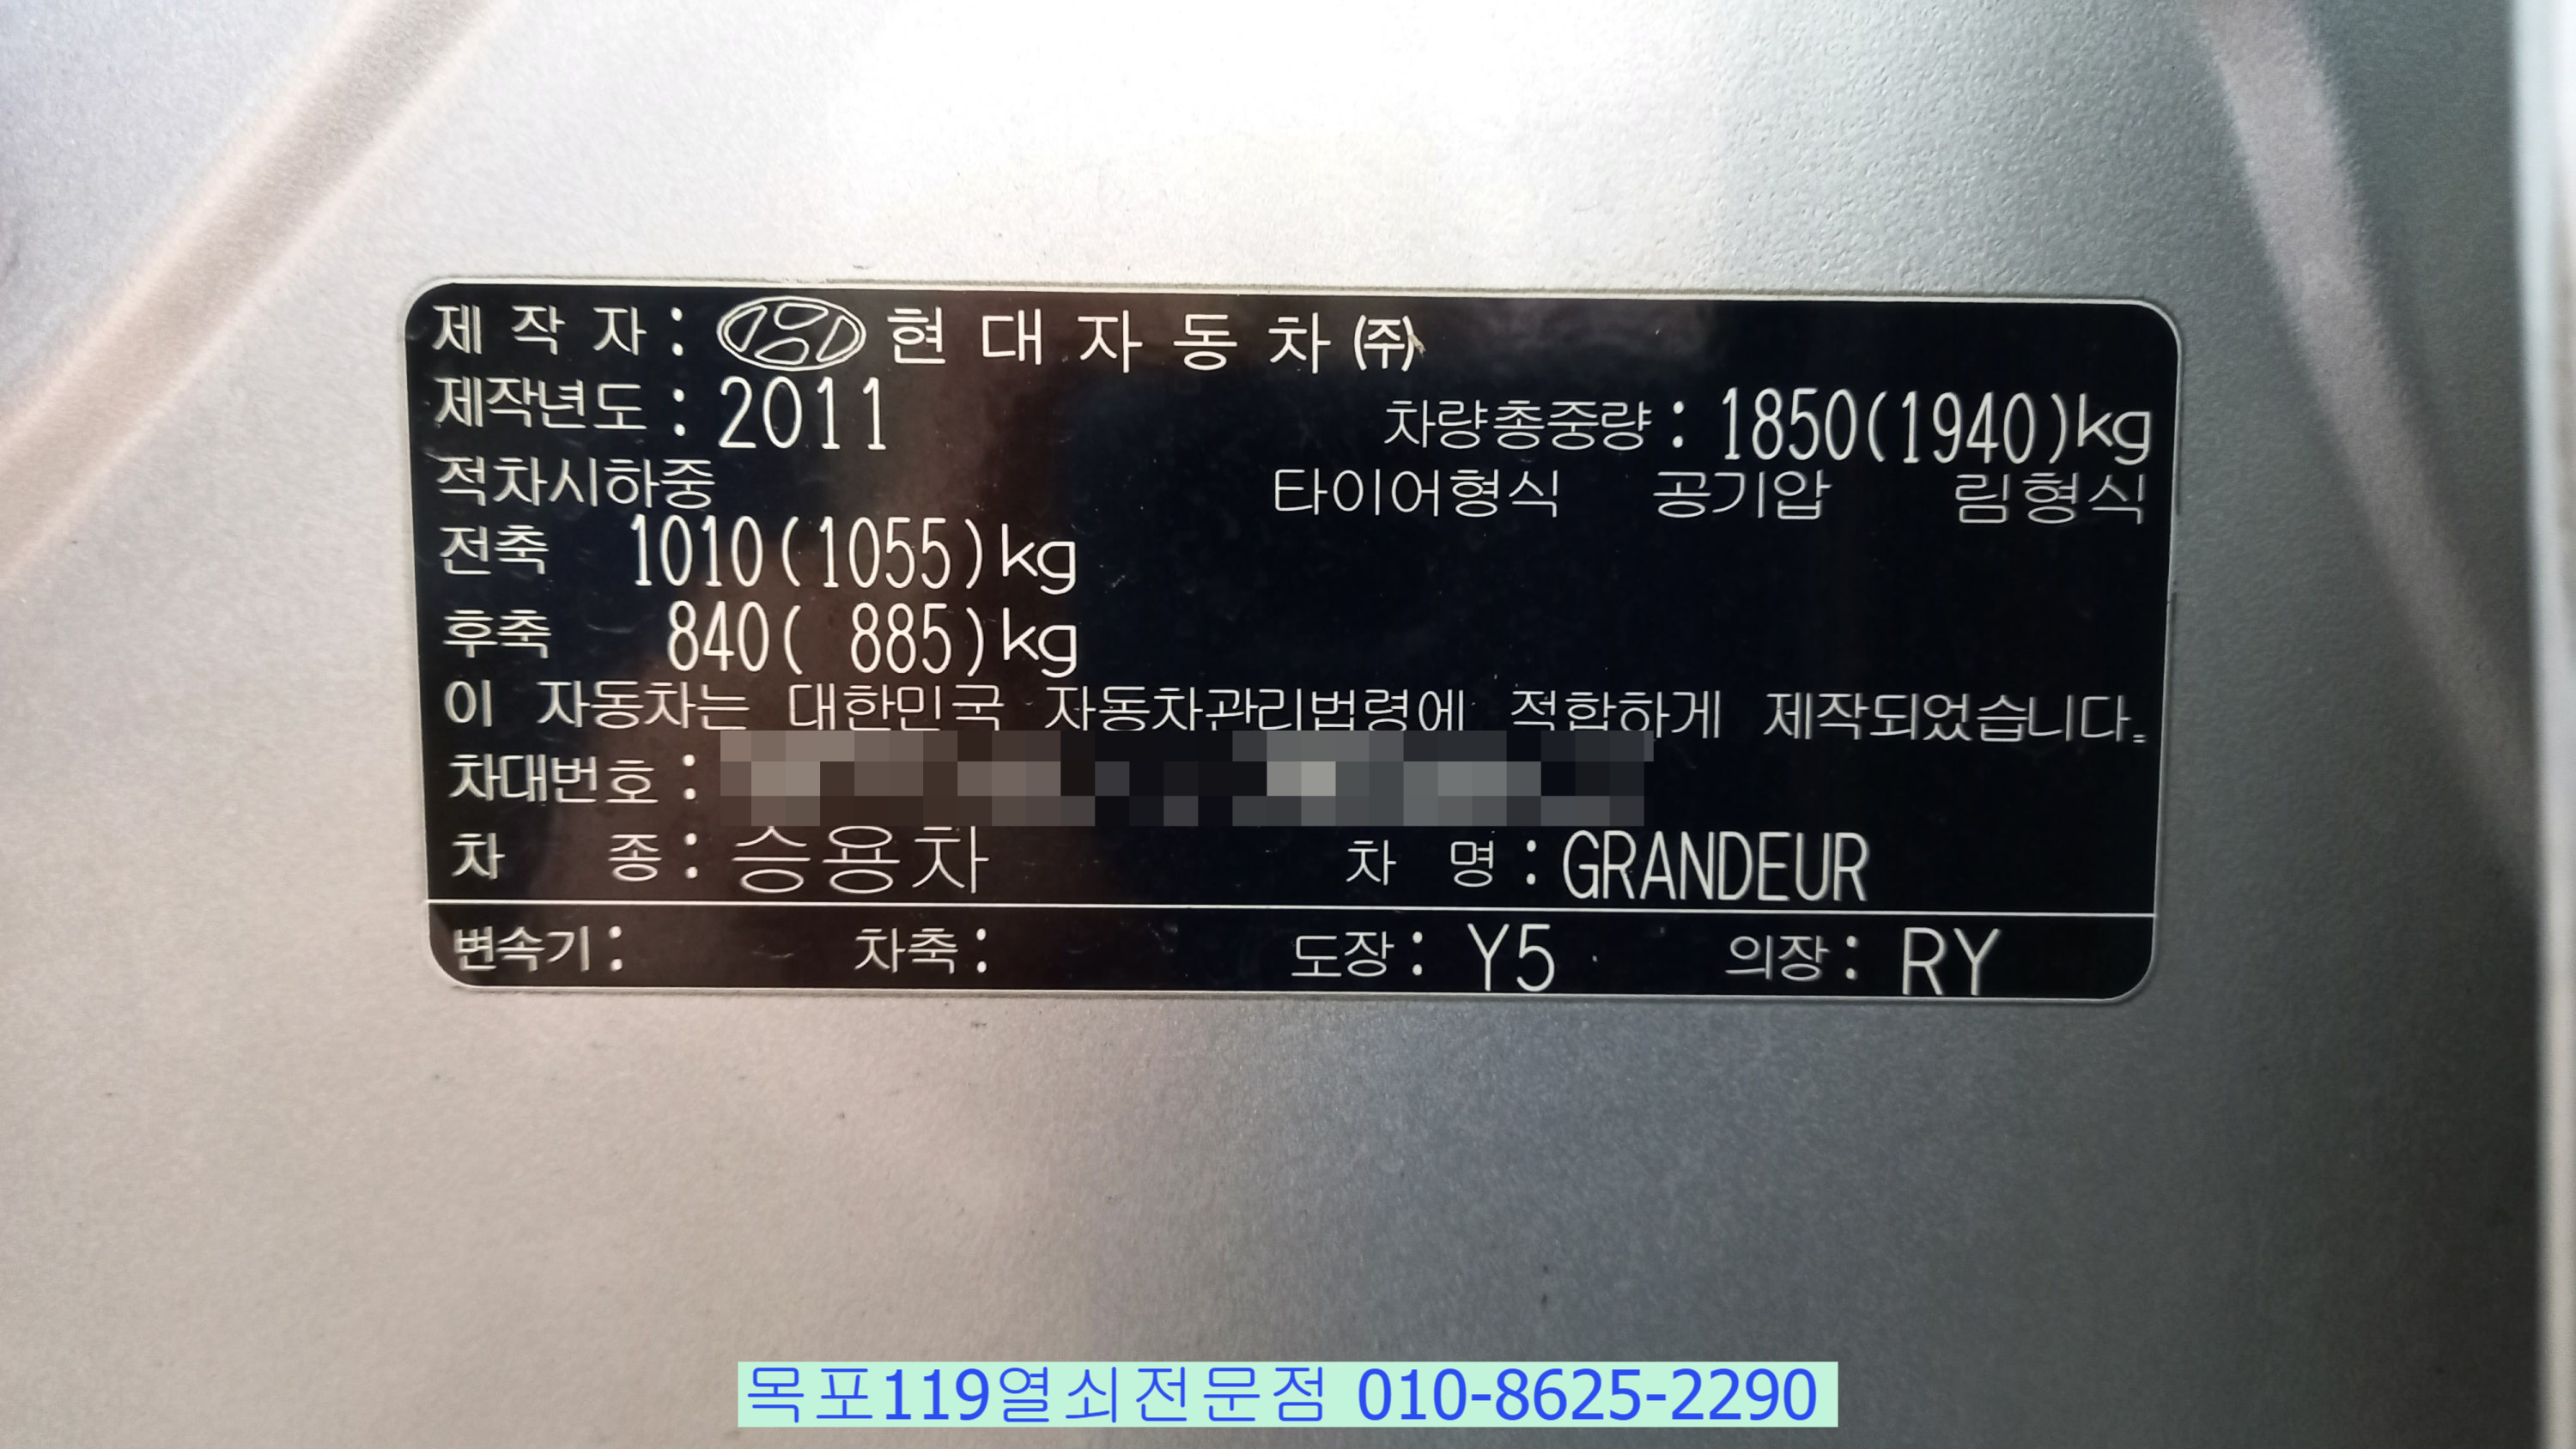 제 작 자 : 현 대 자 동 차 ㈜
제작년도 : 2011 차량총중량 : 1850(1940)kg
적차시하중 타이어형식 공기압 림형식
전축 1010(1055)kg
후축 840( 885)kg
이 자동차는 대한민국 자동차관리법령에 적합하게 제작되었습니다.
차대번호 :
차 종 : 승용차 차 명 : GRANDEUR
변속기 : 차축 : 도장 : Y5 의장 : RY
목포119열쇠전문점 010-8625-2290